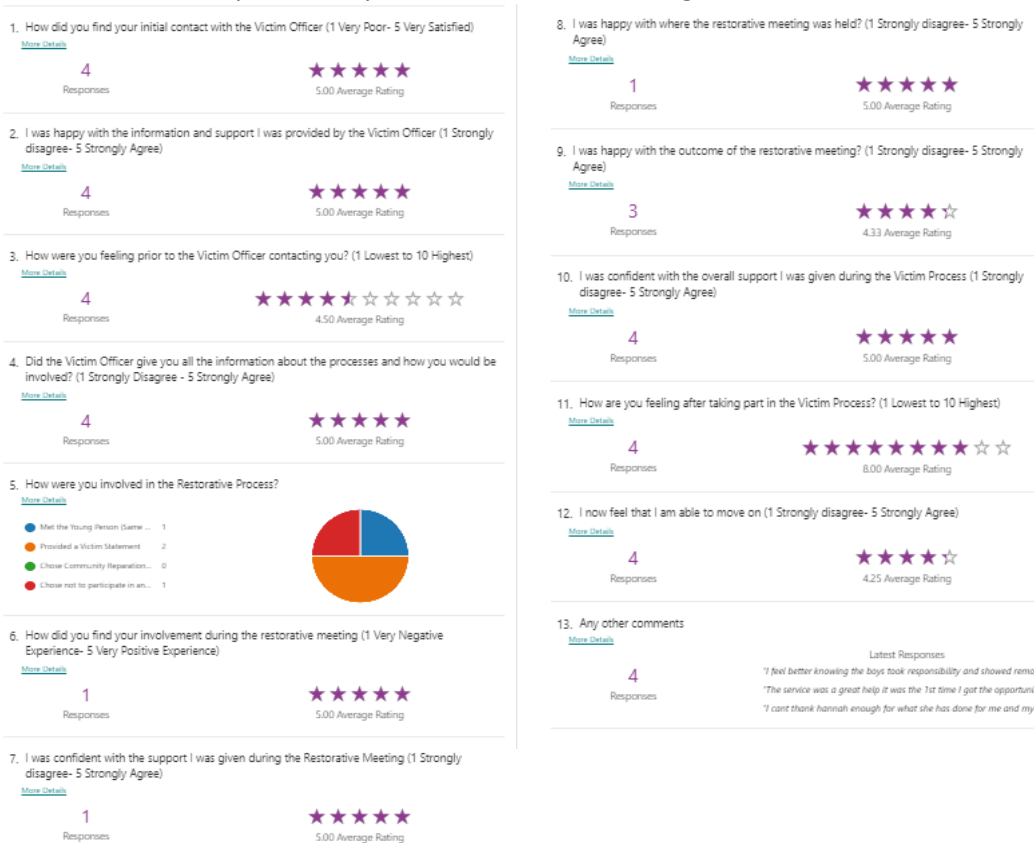 1. How did you find your initial contact with the Victim Officer (1 Very Poor- 5 Very Satisfied)
More Details
4
Responses
5.00 Average Rating
2. I was happy with the information and support I was provided by the Victim Officer (1 Strongly
disagree- 5 Strongly Agree)
More Details
4
Responses
5.00 Average Rating
3. How were you feeling prior to the Victim Officer contacting you? (1 Lowest to 10 Highest)
More Details
4
Responses
4.50 Average Rating
4. Did the Victim Officer give you all the information about the processes and how you would be
involved? (1 Strongly Disagree - 5 Strongly Agree)
More Details
4
Responses
5.00 Average Rating
5. How were you involved in the Restorative Process?
More Details
Met the Young Person (Same ... 1
Provided a Victim Statement 2
Chose Community Reparation... 0
Chose not to participate in an... 1
6. How did you find your involvement during the restorative meeting (1 Very Negative
Experience- 5 Very Positive Experience)
More Details
1
Responses
5.00 Average Rating
7. I was confident with the support I was given during the Restorative Meeting (1 Strongly
disagree- 5 Strongly Agree)
More Details
1
Responses
5.00 Average Rating
8. I was happy with where the restorative meeting was held? (1 Strongly disagree- 5 Strongly
Agree)
More Details
1
Responses
5.00 Average Rating
9. I was happy with the outcome of the restorative meeting? (1 Strongly disagree- 5 Strongly
Agree)
More Details
3
Responses
4.33 Average Rating
10. I was confident with the overall support I was given during the Victim Process (1 Strongly
disagree- 5 Strongly Agree)
More Details
4
Responses
5.00 Average Rating
11. How are you feeling after taking part in the Victim Process? (1 Lowest to 10 Highest)
More Details
4
Responses
8.00 Average Rating
12. I now feel that I am able to move on (1 Strongly disagree- 5 Strongly Agree)
More Details
4
Responses
4.25 Average Rating
13. Any other comments
More Details
4
Responses
Latest Responses
"I feel better knowing the boys took responsibility and showed remo
"The service was a great help it was the 1st time I got the opportuni
"I cant thank hannah enough for what she has done for me and my